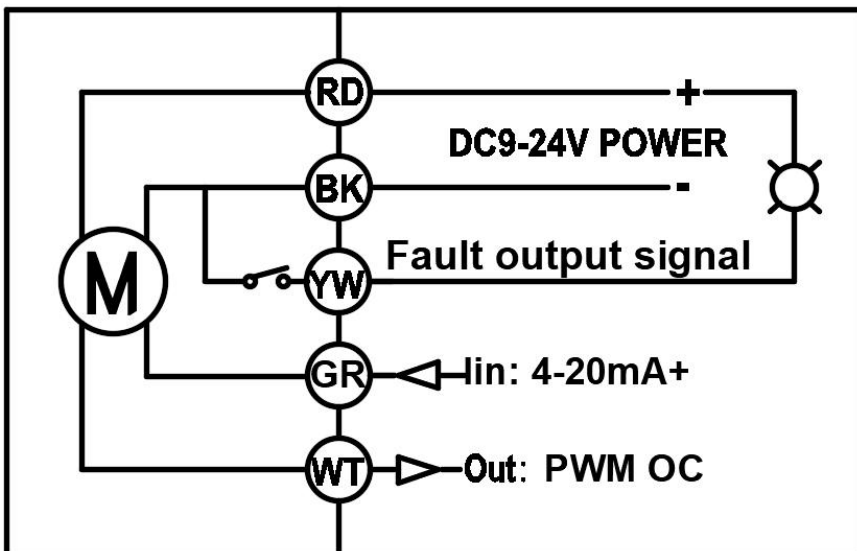 RD
+
DC9-24V POWER
BK
-
M
YW
Fault output signal
GR
Iin: 4-20mA+
WT
Out: PWM OC